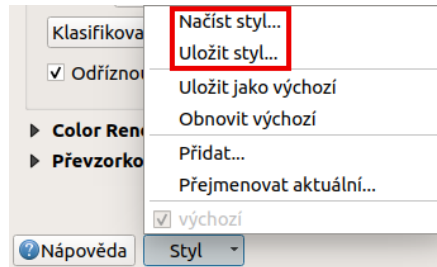 Načíst styl...
Klasifikova
Uložit styl...
Odříznou
Uložit jako výchozí
Obnovit výchozí
Color Ren
Přidat...
Převzorko
Přejmenovat aktuální...
výchozí
Nápověda
Styl